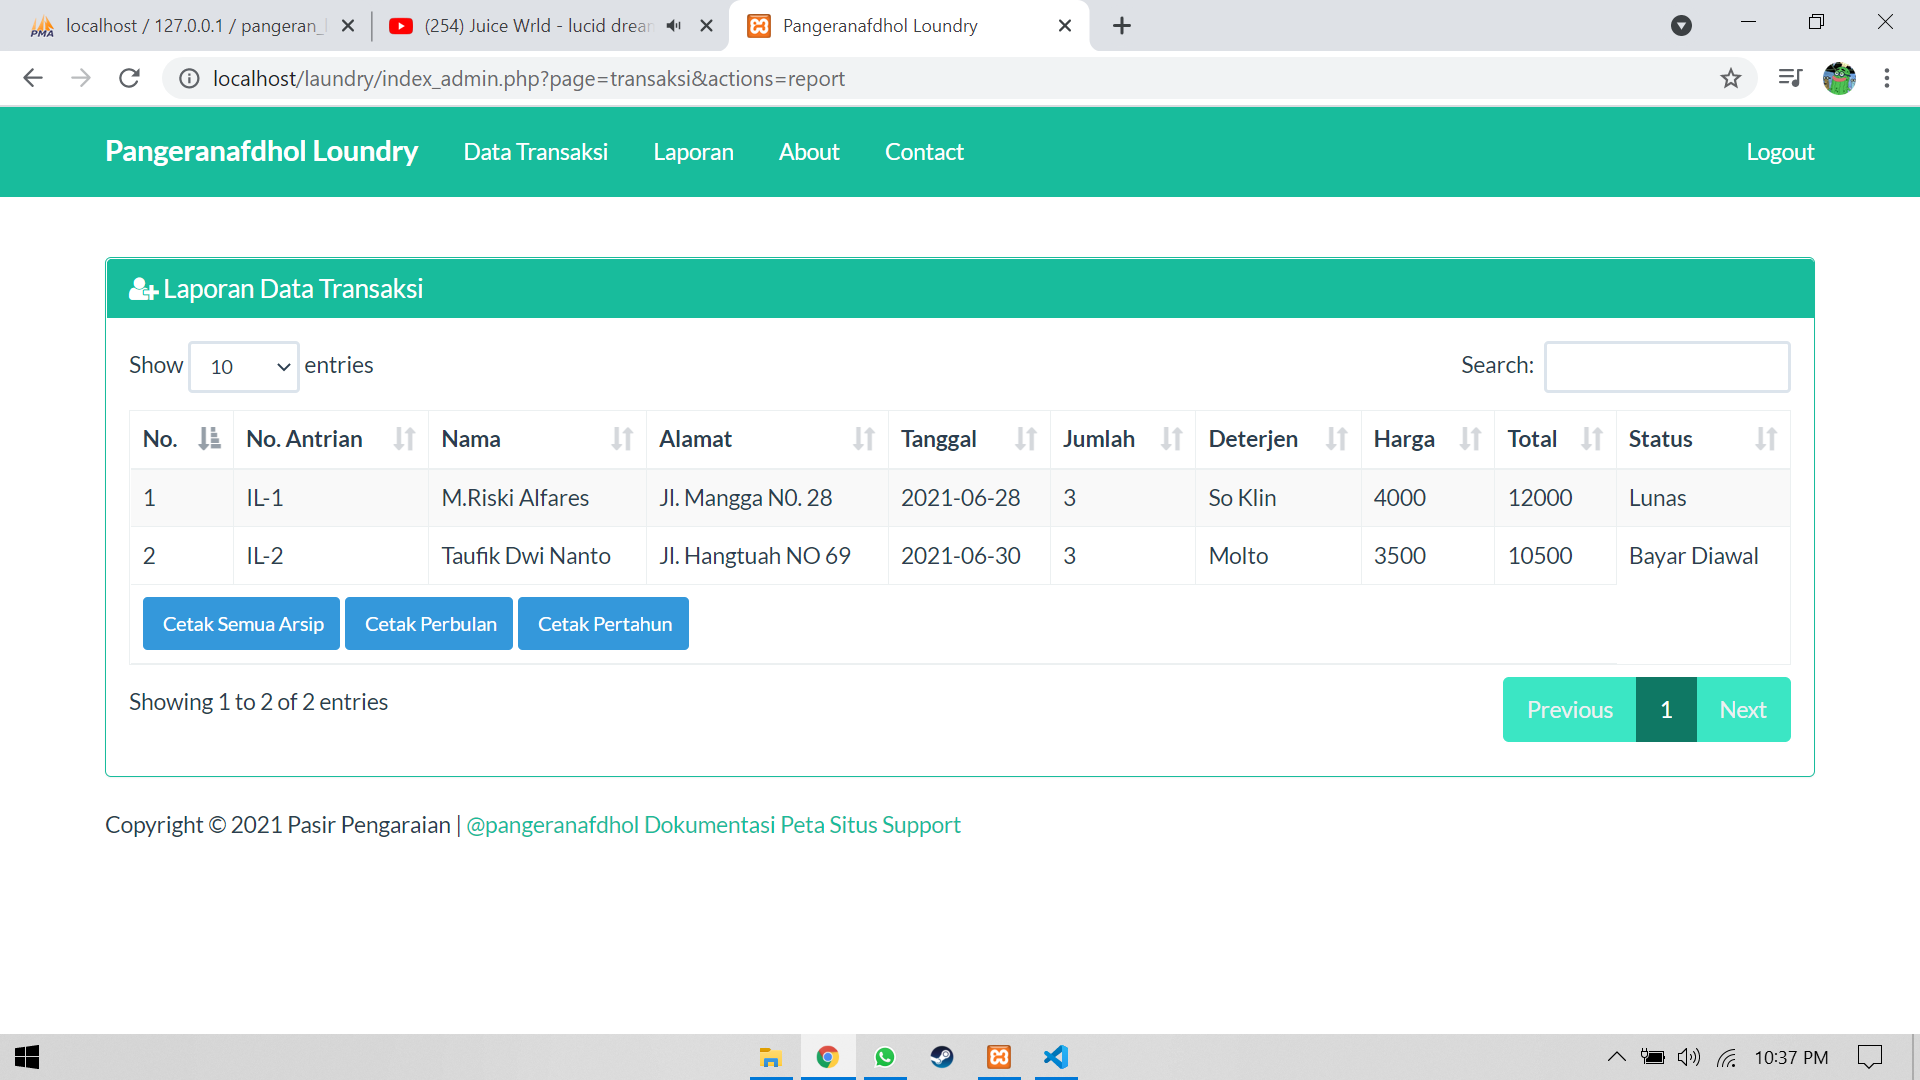 localhost / 127.0.0.1 / pangeran_
(254) Juice Wrld - lucid drea
Pangeranafdhol Loundry
localhost/laundry/index_admin.php?page=transaksi&actions=report
Pangeranafdhol Loundry Data Transaksi Laporan About Contact Logout
Laporan Data Transaksi
Show 10 entries Search:
No. No. Antrian Nama Alamat Tanggal Jumlah Deterjen Harga Total Status
1 IL-1 M.Riski Alfares Jl. Mangga N0. 28 2021-06-28 3 So Klin 4000 12000 Lunas
2 IL-2 Taufik Dwi Nanto Jl. Hangtuah NO 69 2021-06-30 3 Molto 3500 10500 Bayar Diawal
Cetak Semua Arsip Cetak Perbulan Cetak Pertahun
Showing 1 to 2 of 2 entries Previous 1 Next
Copyright © 2021 Pasir Pengaraian | @pangeranafdhol Dokumentasi Peta Situs Support
10:37 PM